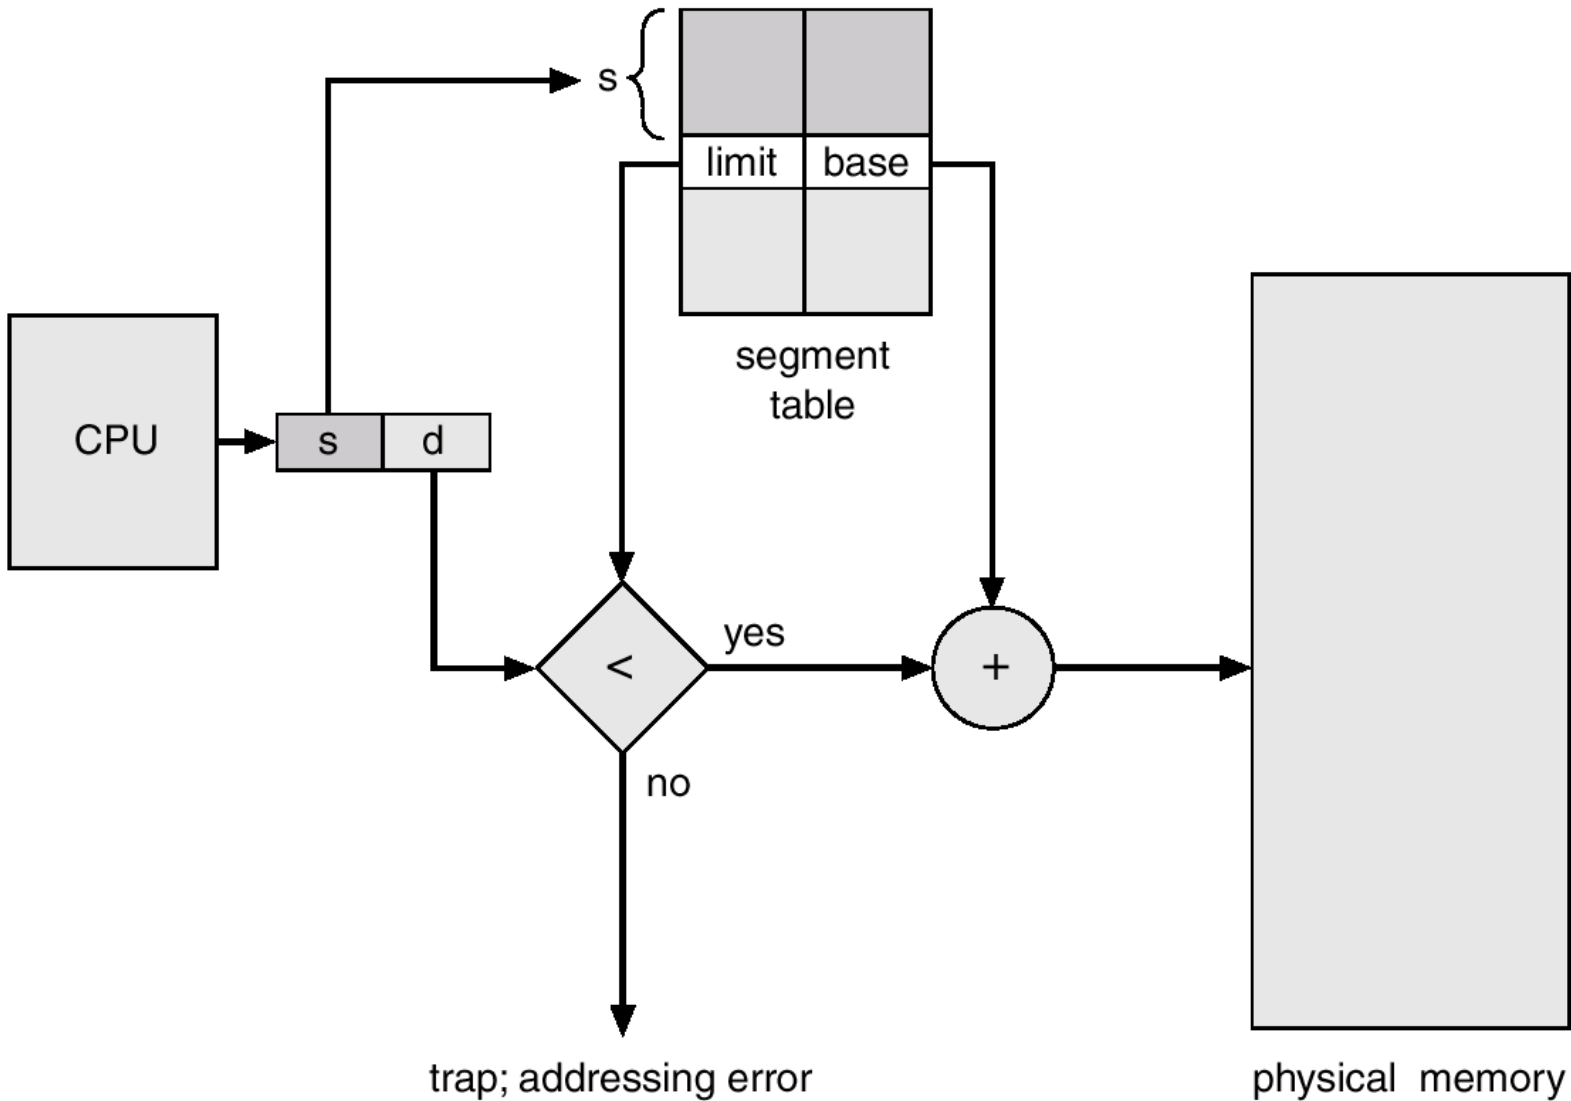 s
limit base
segment
table
CPU
s d
<
yes
+
no
trap; addressing error
physical memory